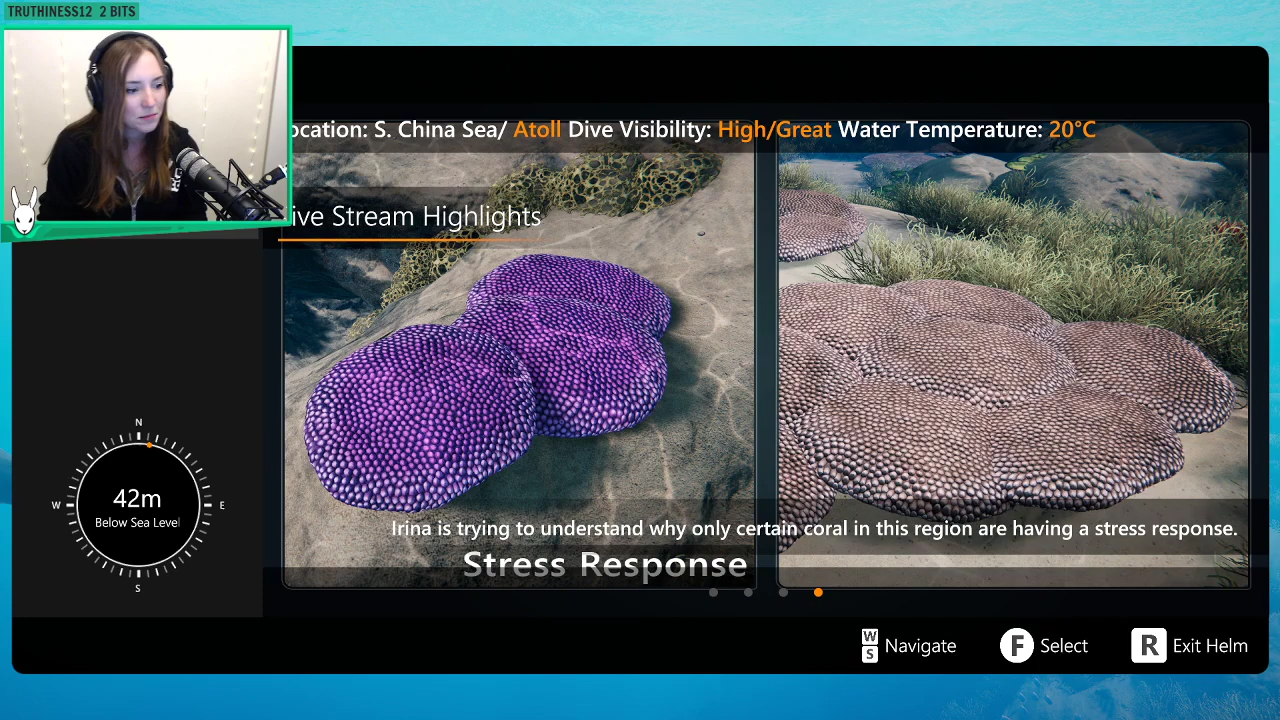 TRUTHINESS12 2 BITS
ocation: S. China Sea/ Atoll Dive Visibility: High/Great Water Temperature: 20°C
ive Stream Highlights
N
W
E
S
42m
Below Sea Level
Irina is trying to understand why only certain coral in this region are having a stress response.
Stress Response
W
S
Navigate
F Select
R Exit Helm